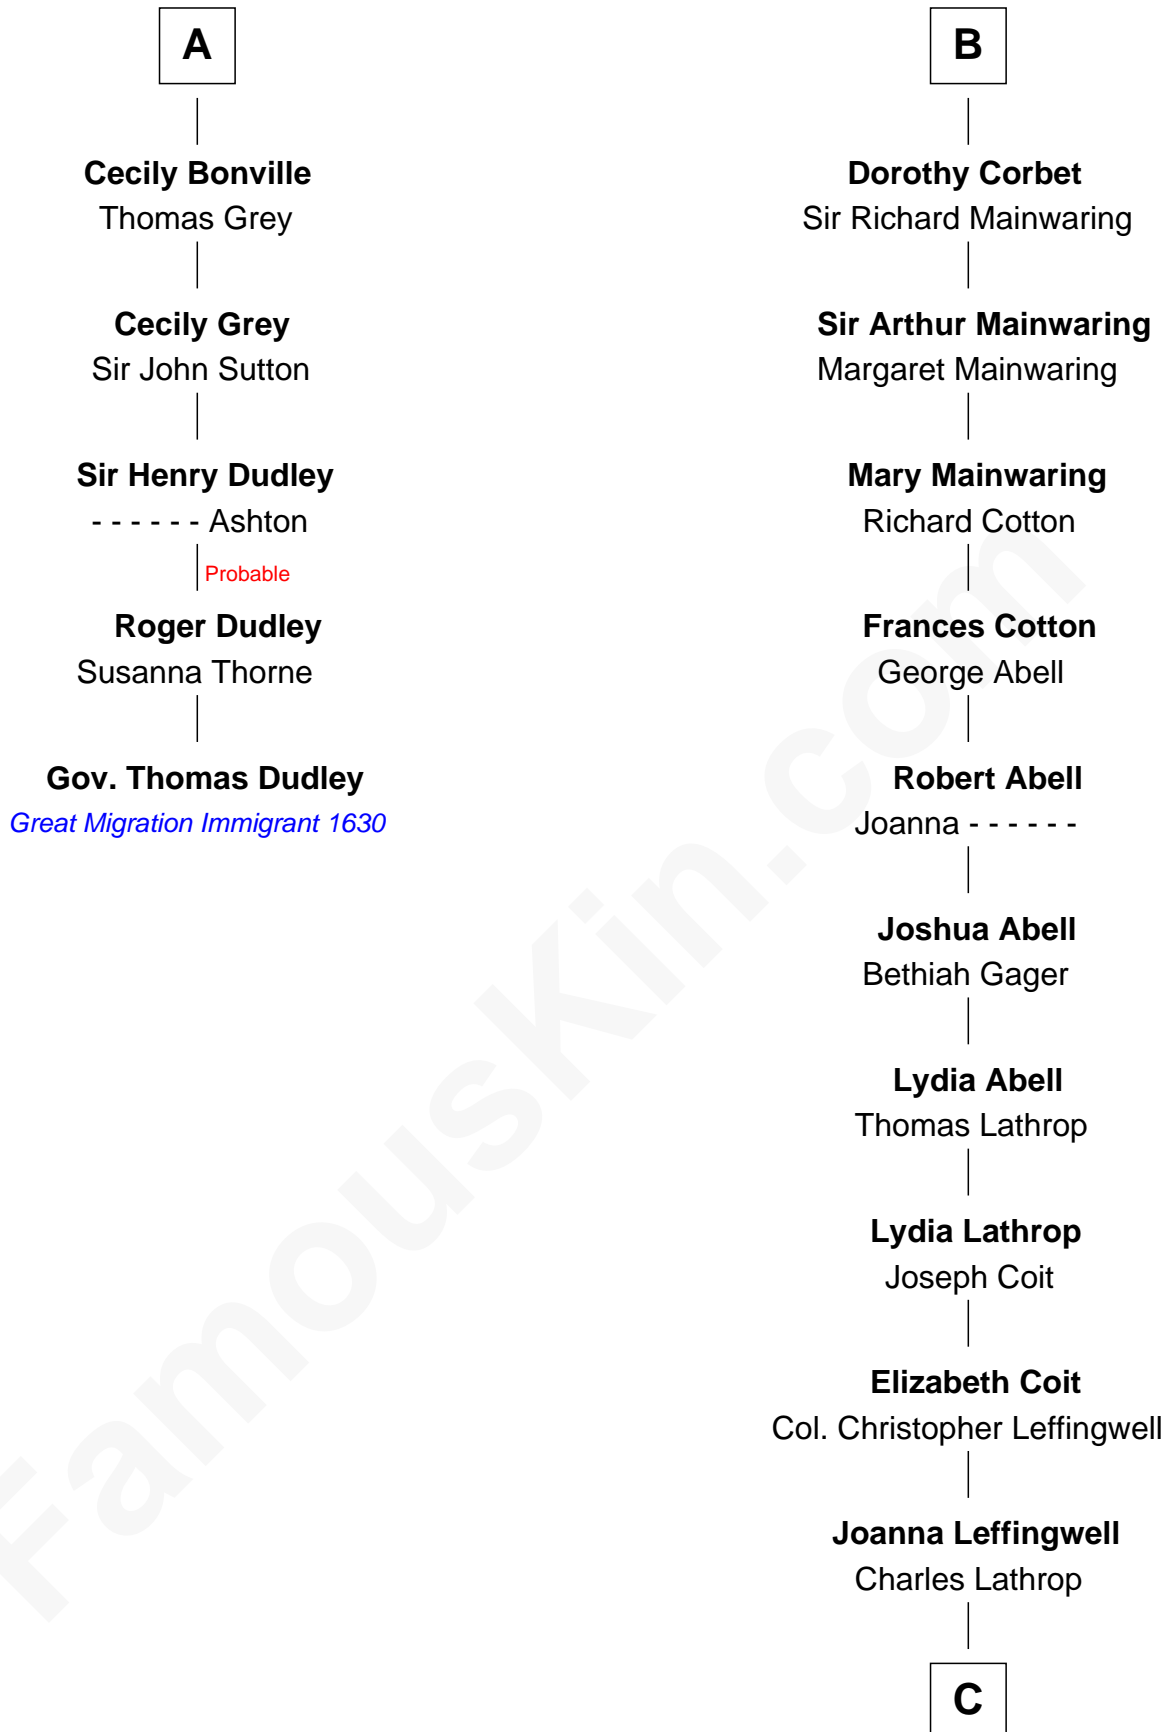 A
Cecily Bonville
Thomas Grey
Cecily Grey
Sir John Sutton
Sir Henry Dudley
- - - - - - Ashton
Probable
Roger Dudley
Susanna Thorne
Gov. Thomas Dudley
Great Migration Immigrant 1630
B
Dorothy Corbet
Sir Richard Mainwaring
Sir Arthur Mainwaring
Margaret Mainwaring
Mary Mainwaring
Richard Cotton
Frances Cotton
George Abell
Robert Abell
Joanna - - - - - -
Joshua Abell
Bethiah Gager
Lydia Abell
Thomas Lathrop
Lydia Lathrop
Joseph Coit
Elizabeth Coit
Col. Christopher Leffingwell
Joanna Leffingwell
Charles Lathrop
C
FamousKin.com